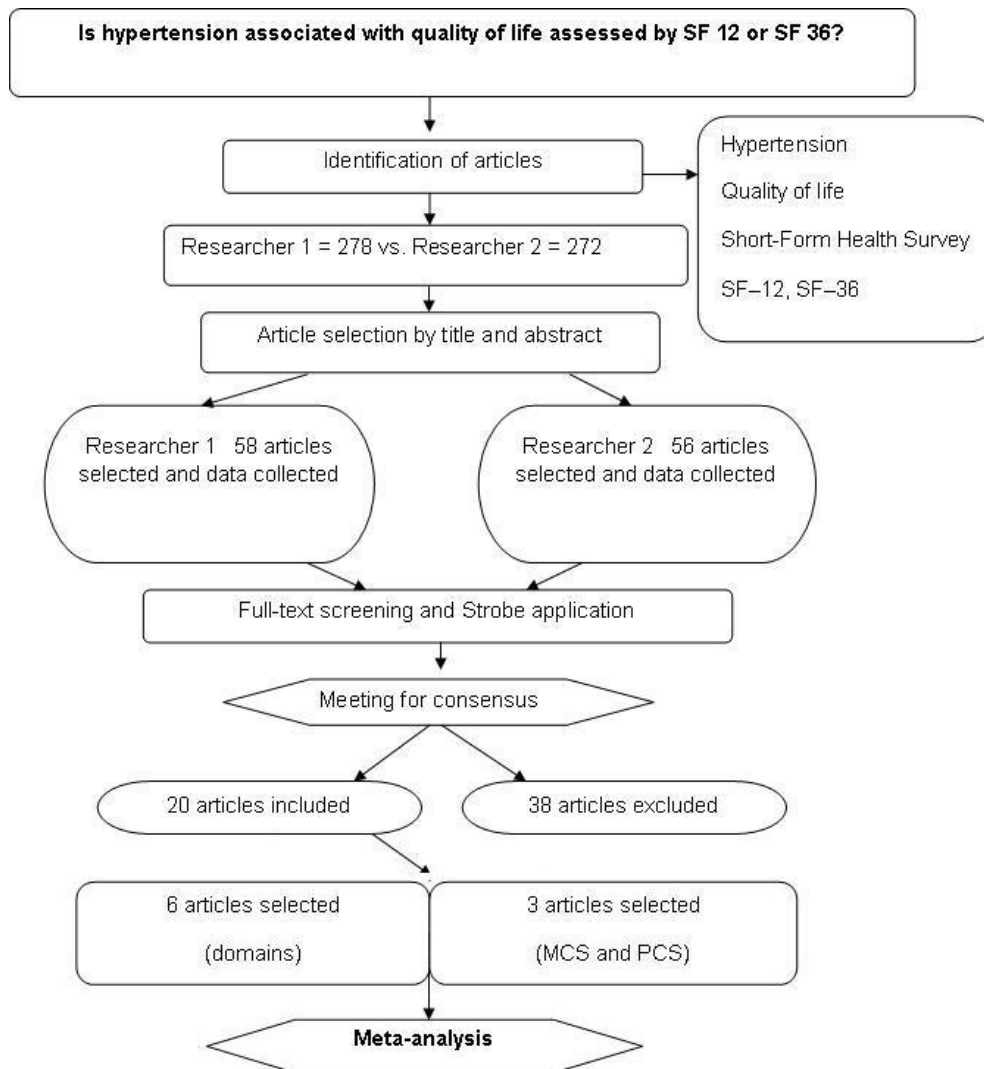 Is hypertension associated with quality of life assessed by SF 12 or SF 36?
Identification of articles
Hypertension
Quality of life
Short-Form Health Survey
SF–12, SF–36
Researcher 1 = 278 vs. Researcher 2 = 272
Article selection by title and abstract
Researcher 1 58 articles
selected and data collected
Researcher 2 56 articles
selected and data collected
Full-text screening and Strobe application
Meeting for consensus
20 articles included
38 articles excluded
6 articles selected
(domains)
3 articles selected
(MCS and PCS)
Meta-analysis